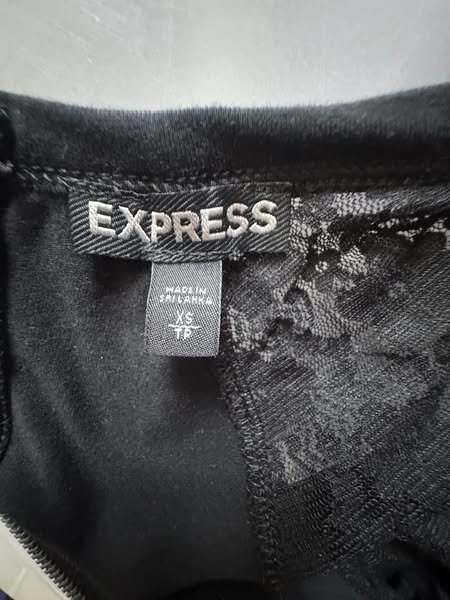 EXPRESS
MADE IN
SRI LANKA
XS
TP